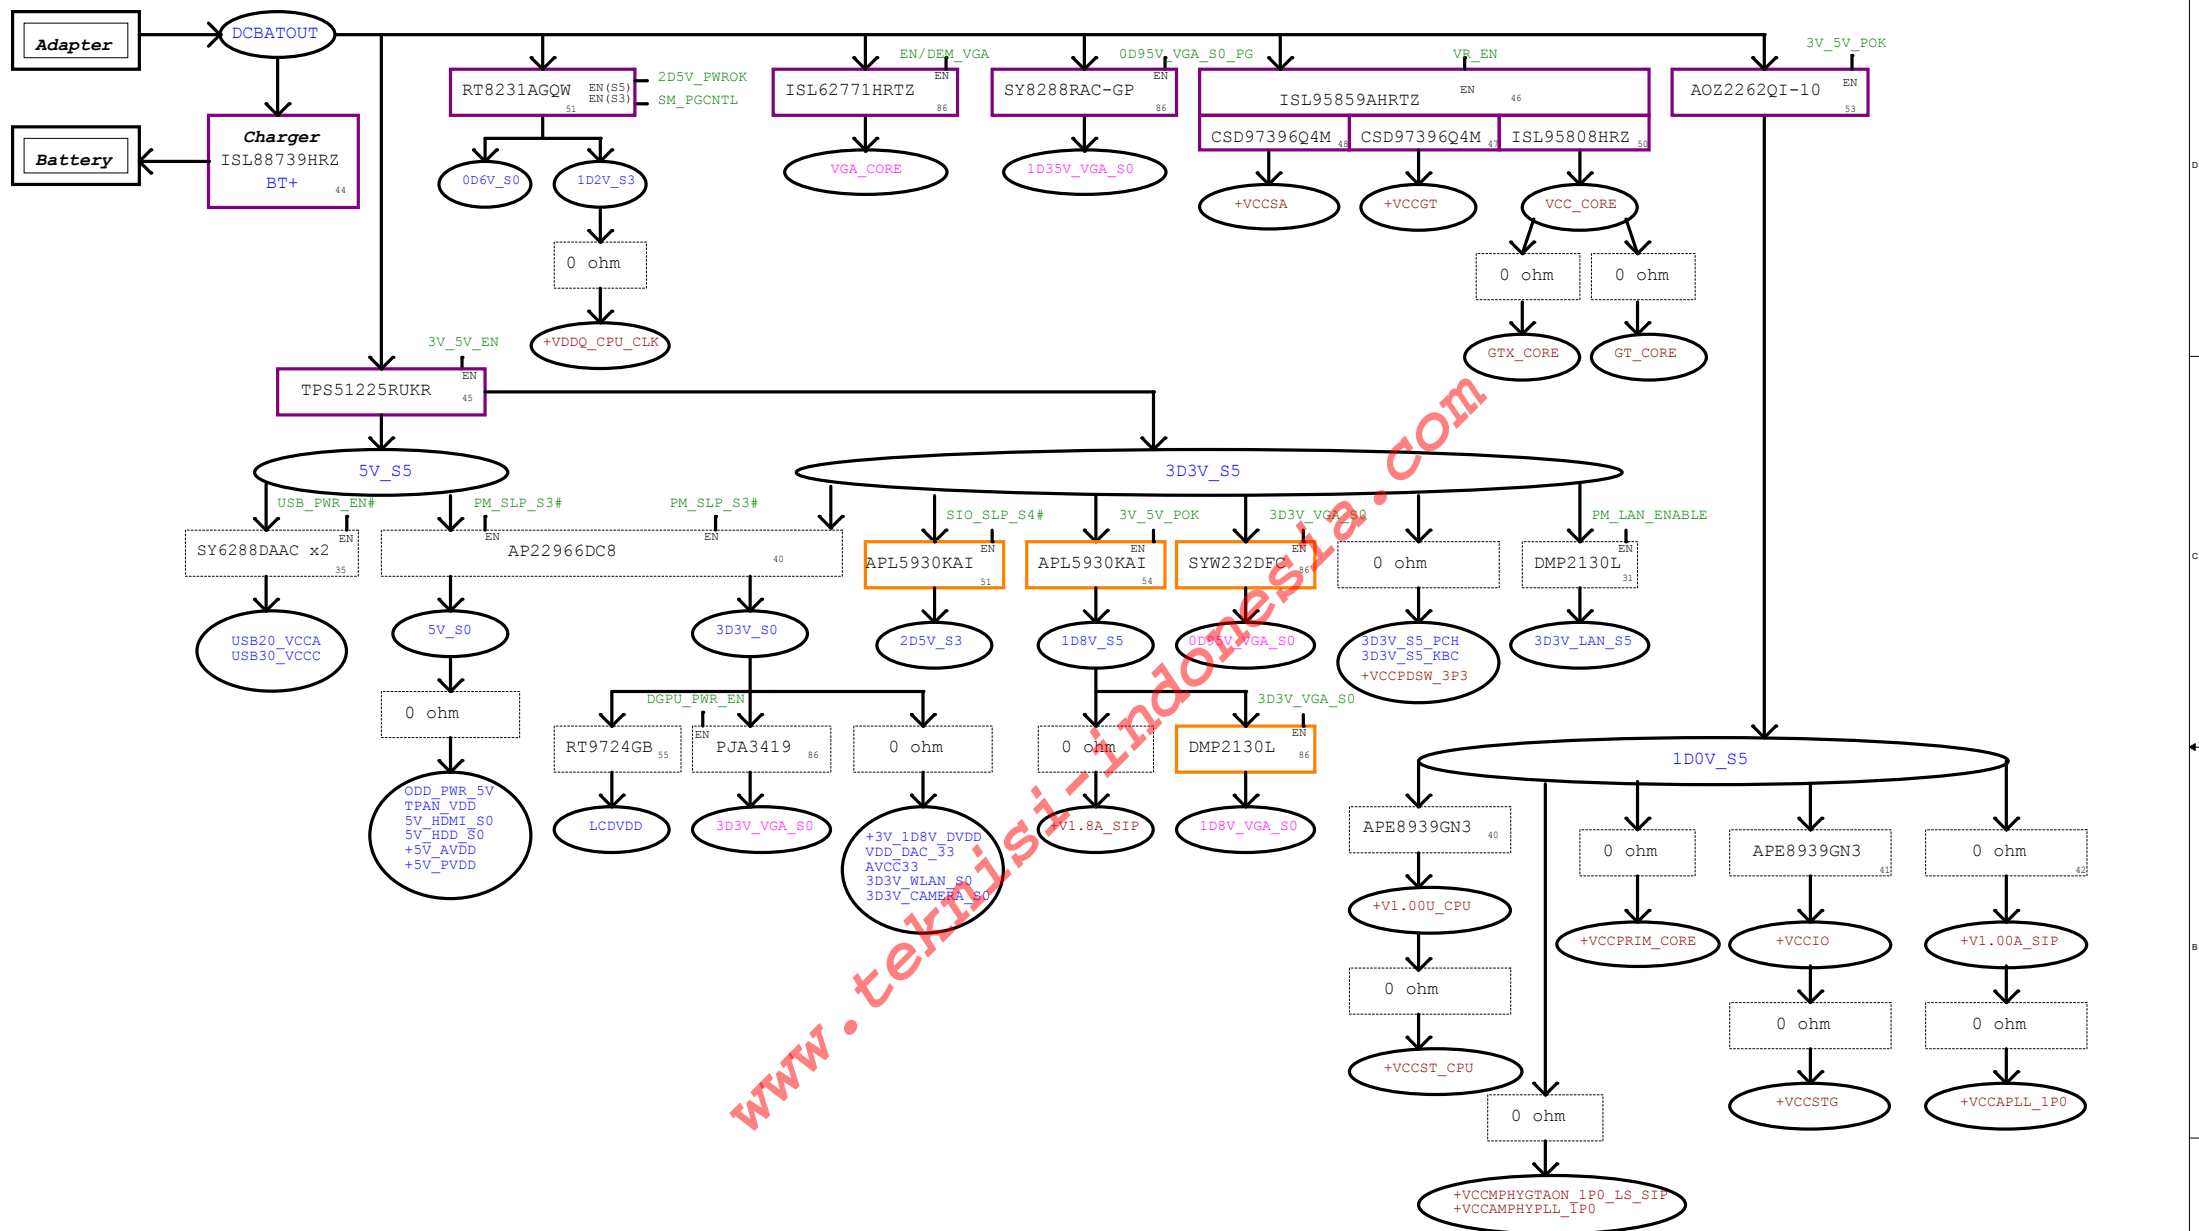 Adapter
DCBATOUT
Battery
Charger
ISL88739HRZ
BT+
44
RT8231AGQW
EN(S5)
EN(S3)
51
2D5V_PWROK
SM_PGCNTL
0D6V_S0
1D2V_S3
0 ohm
+VDDQ_CPU_CLK
EN/DEM_VGA
EN
ISL62771HRTZ
86
VGA_CORE
0D95V_VGA_S0_PG
EN
SY8288RAC-GP
86
1D35V_VGA_S0
VR_EN
EN
ISL95859AHRTZ
46
CSD97396Q4M
48
CSD97396Q4M
47
ISL95808HRZ
50
+VCCSA
+VCCGT
VCC_CORE
0 ohm
0 ohm
GTX_CORE
GT_CORE
3V_5V_POK
EN
AOZ2262QI-10
53
3V_5V_EN
EN
TPS51225RUKR
45
5V_S5
3D3V_S5
USB_PWR_EN#
EN
SY6288DAAC x2
35
USB20_VCCA
USB30_VCCC
PM_SLP_S3#
PM_SLP_S3#
EN
EN
AP22966DC8
40
5V_S0
3D3V_S0
0 ohm
ODD_PWR_5V
TPAN_VDD
5V_HDMI_S0
5V_HDD_S0
+5V_AVDD
+5V_PVDD
DGPU_PWR_EN
RT9724GB
55
EN
PJA3419
86
0 ohm
LCDVDD
3D3V_VGA_S0
+3V_1D8V_DVDD
VDD_DAC_33
AVCC33
3D3V_WLAN_S0
3D3V_CAMERA_S0
SIO_SLP_S4#
EN
APL5930KAI
51
2D5V_S3
3V_5V_POK
EN
APL5930KAI
54
1D8V_S5
3D3V_VGA_S0
EN
SYW232DFC
86
0D95V_VGA_S0
0 ohm
3D3V_S5_PCH
3D3V_S5_KBC
+VCCPDSW_3P3
PM_LAN_ENABLE
EN
DMP2130L
31
3D3V_LAN_S5
0 ohm
+V1.8A_SIP
3D3V_VGA_S0
EN
DMP2130L
86
1D8V_VGA_S0
1D0V_S5
APE8939GN3
40
+V1.00U_CPU
0 ohm
+VCCST_CPU
0 ohm
+VCCMPHYGTAON_1P0_LS_SIP
+VCCAMPHYPLL_1P0
0 ohm
+VCCPRIM_CORE
APE8939GN3
41
+VCCIO
0 ohm
+VCCSTG
0 ohm
42
+V1.00A_SIP
0 ohm
+VCCAPLL_1P0
www.teknisi-indonesia.com
D
C
B